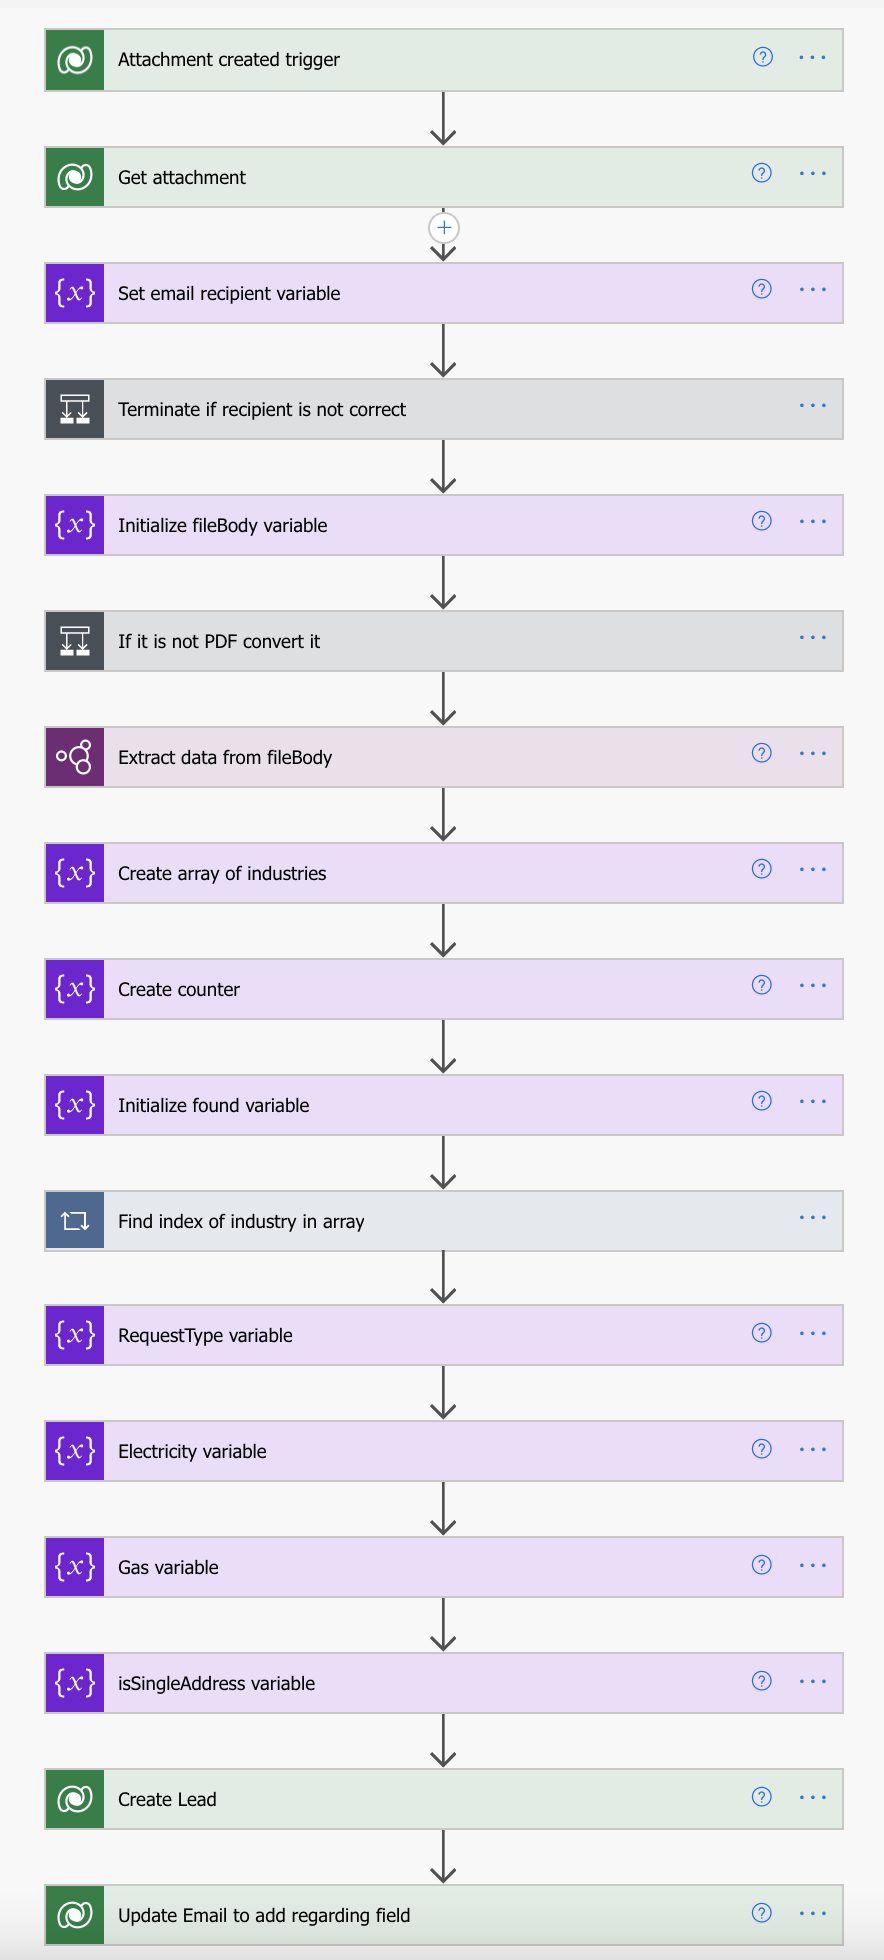 Attachment created trigger
Get attachment
{x} Set email recipient variable
Terminate if recipient is not correct
{x} Initialize fileBody variable
If it is not PDF convert it
Extract data from fileBody
{x} Create array of industries
{x} Create counter
{x} Initialize found variable
Find index of industry in array
{x} RequestType variable
{x} Electricity variable
{x} Gas variable
{x} isSingleAddress variable
Create Lead
Update Email to add regarding field